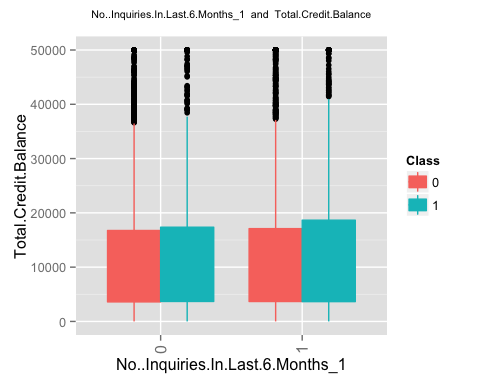 No..Inquiries.In.Last.6.Months_1 and Total.Credit.Balance
50000
40000
30000
20000
10000
0
Total.Credit.Balance
0
1
No..Inquiries.In.Last.6.Months_1
Class
0
1